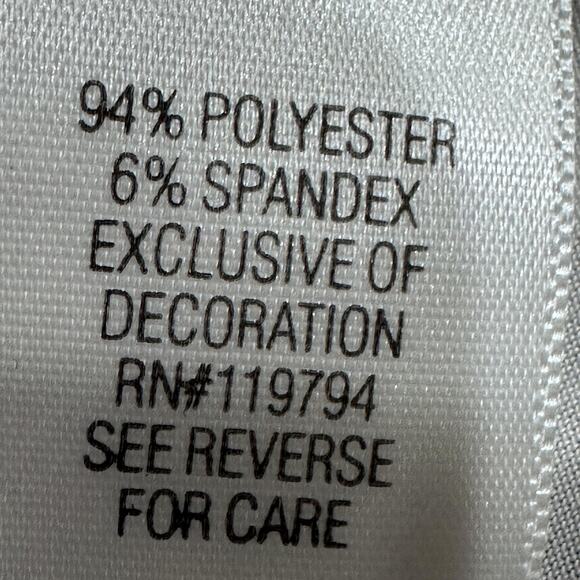 94% POLYESTER
6% SPANDEX
EXCLUSIVE OF
DECORATION
RN#119794
SEE REVERSE
FOR CARE